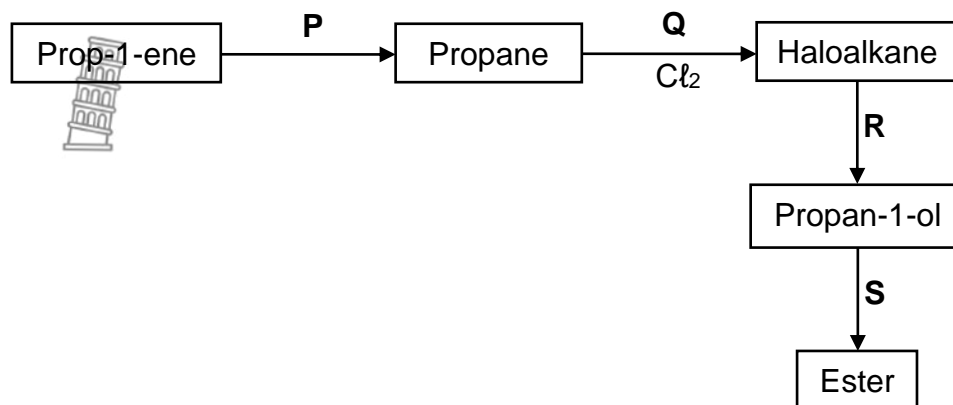 P
Q
Prop-1-ene
Propane
Cℓ2
Haloalkane
R
Propan-1-ol
S
Ester